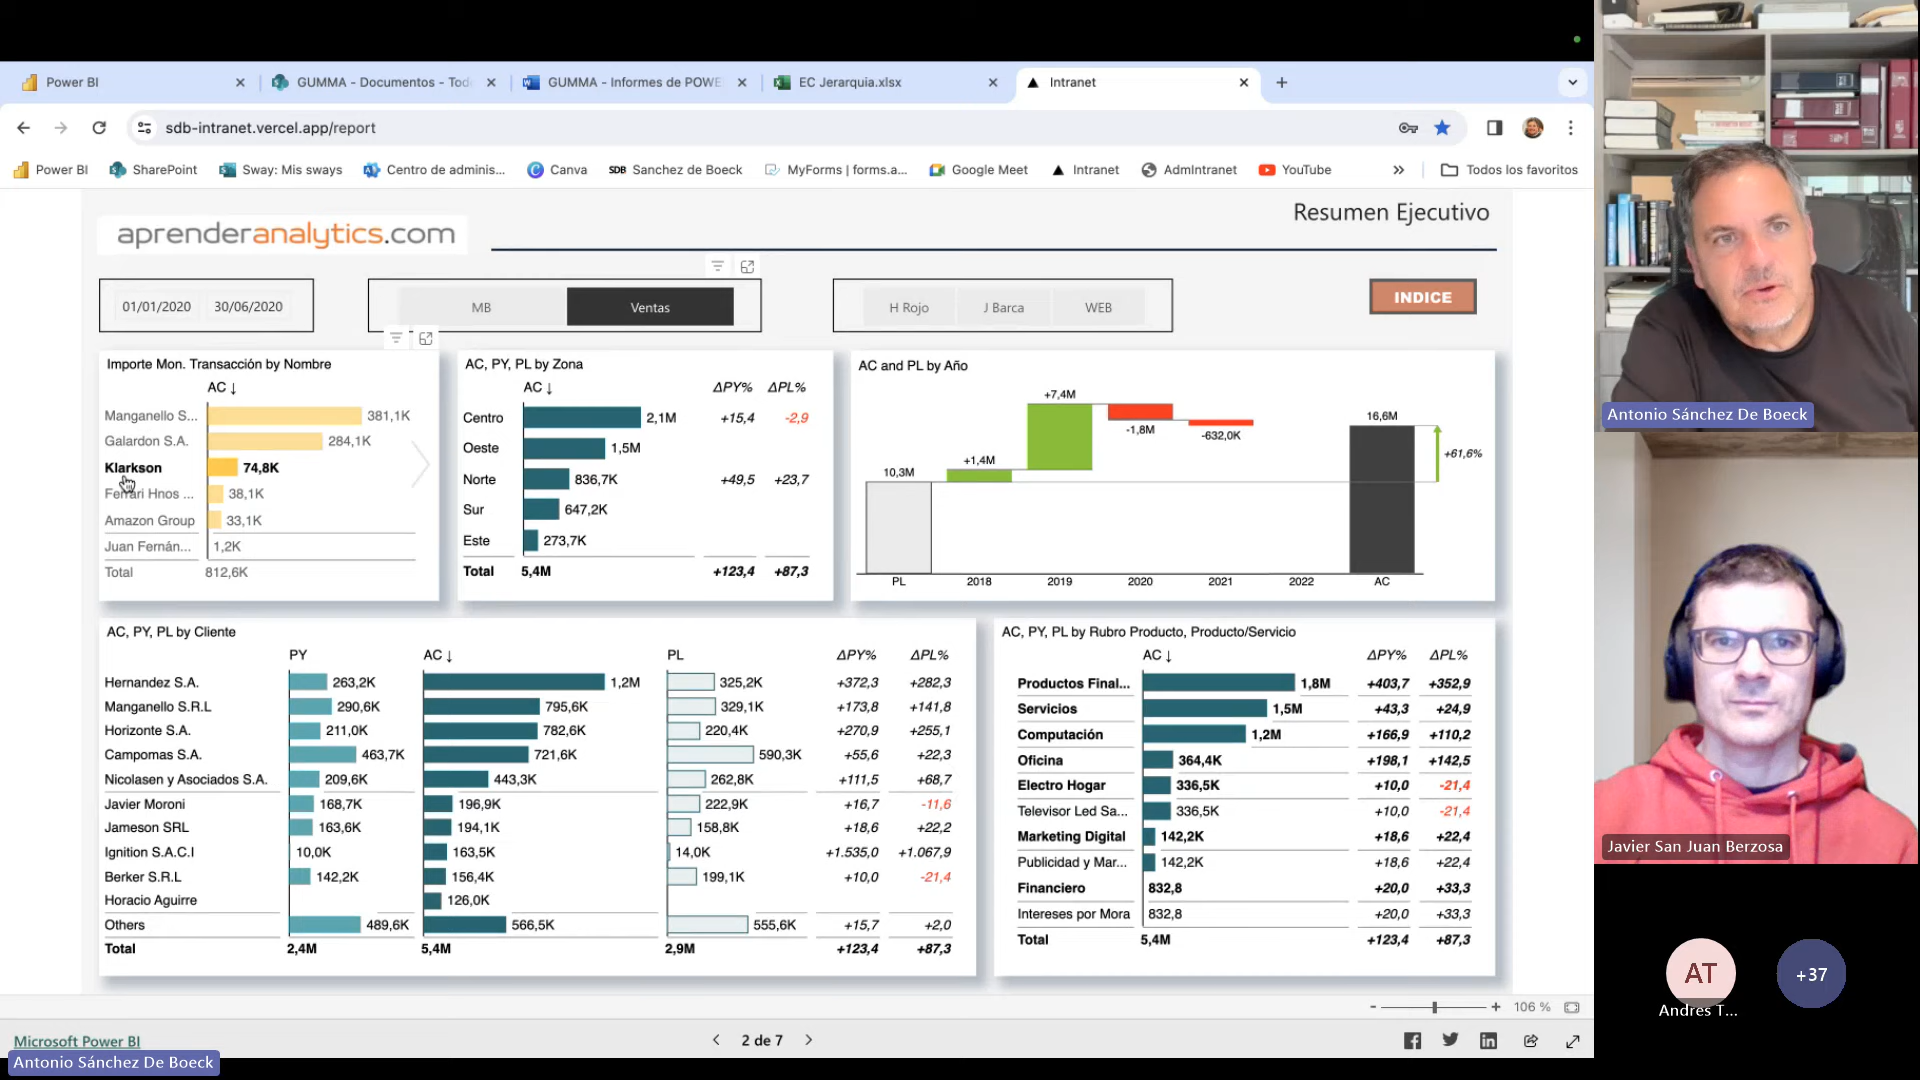 Power BI
GUMMA - Documentos - Tod
GUMMA - Informes de POWE
EC Jerarquia.xlsx
Intranet
sdb-intranet.vercel.app/report
Power BI
SharePoint
Sway: Mis sways
Centro de adminis...
Canva
SDB Sanchez de Boeck
MyForms | forms.a...
Google Meet
Intranet
AdmIntranet
YouTube
Todos los favoritos
aprenderanalytics.com
Resumen Ejecutivo
01/01/2020 30/06/2020
MB Ventas
H Rojo J Barca WEB
INDICE
Importe Mon. Transacción by Nombre
AC ↓
Manganello S... 381,1K
Galardon S.A. 284,1K
Klarkson 74,8K
Ferrari Hnos ... 38,1K
Amazon Group 33,1K
Juan Fernán... 1,2K
Total 812,6K
AC, PY, PL by Zona
AC ↓ ΔPY% ΔPL%
Centro 2,1M +15,4 -2,9
Oeste 1,5M
Norte 836,7K +49,5 +23,7
Sur 647,2K
Este 273,7K
Total 5,4M +123,4 +87,3
AC and PL by Año
10,3M +1,4M +7,4M -1,8M -632,0K 16,6M +61,6%
PL 2018 2019 2020 2021 2022 AC
AC, PY, PL by Cliente
PY AC ↓ PL ΔPY% ΔPL%
Hernandez S.A. 263,2K 1,2M 325,2K +372,3 +282,3
Manganello S.R.L 290,6K 795,6K 329,1K +173,8 +141,8
Horizonte S.A. 211,0K 782,6K 220,4K +270,9 +255,1
Campomas S.A. 463,7K 721,6K 590,3K +55,6 +22,3
Nicolasen y Asociados S.A. 209,6K 443,3K 262,8K +111,5 +68,7
Javier Moroni 168,7K 196,9K 222,9K +16,7 -11,6
Jameson SRL 163,6K 194,1K 158,8K +18,6 +22,2
Ignition S.A.C.I 10,0K 163,5K 14,0K +1.535,0 +1.067,9
Berker S.R.L 142,2K 156,4K 199,1K +10,0 -21,4
Horacio Aguirre 126,0K
Others 489,6K 566,5K 555,6K +15,7 +2,0
Total 2,4M 5,4M 2,9M +123,4 +87,3
AC, PY, PL by Rubro Producto, Producto/Servicio
AC ↓ ΔPY% ΔPL%
Productos Final... 1,8M +403,7 +352,9
Servicios 1,5M +43,3 +24,9
Computación 1,2M +166,9 +110,2
Oficina 364,4K +198,1 +142,5
Electro Hogar 336,5K +10,0 -21,4
Televisor Led Sa... 336,5K +10,0 -21,4
Marketing Digital 142,2K +18,6 +22,4
Publicidad y Mar... 142,2K +18,6 +22,4
Financiero 832,8 +20,0 +33,3
Intereses por Mora 832,8 +20,0 +33,3
Total 5,4M +123,4 +87,3
- + 106 %
Microsoft Power BI
2 de 7
Antonio Sánchez De Boeck
Antonio Sánchez De Boeck
Javier San Juan Berzosa
AT
Andres T...
+37